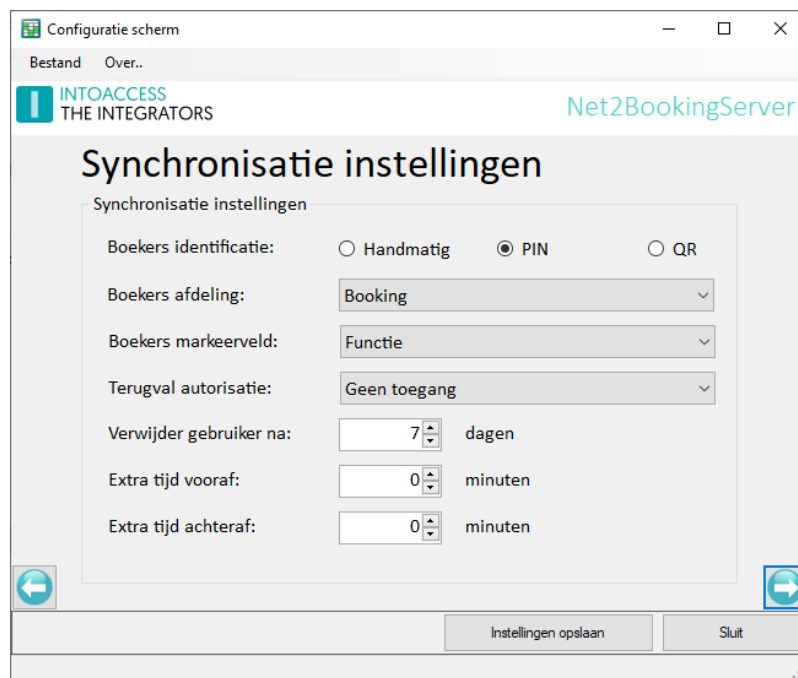 Configuratie scherm
Bestand Over..
INTOACCESS
THE INTEGRATORS
Net2BookingServer
Synchronisatie instellingen
Synchronisatie instellingen
Boekers identificatie: Handmatig PIN QR
Boekers afdeling: Booking
Boekers markeerveld: Functie
Terugval autorisatie: Geen toegang
Verwijder gebruiker na: 7 dagen
Extra tijd vooraf: 0 minuten
Extra tijd achteraf: 0 minuten
Instellingen opslaan Sluit